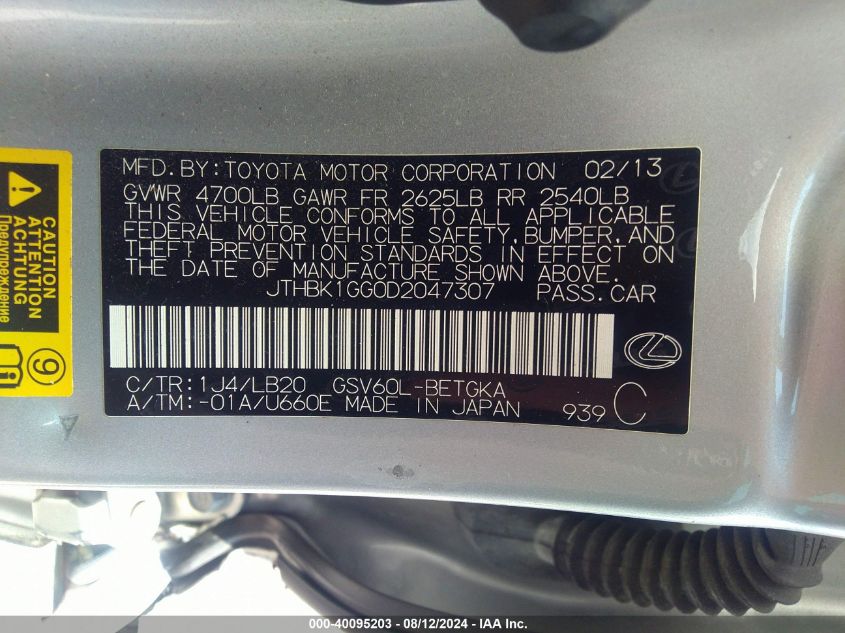 MFD.BY:TOYOTA MOTOR CORPORATION 02/13
GVWR 4700LB GAWR FR 2625LB RR 2540LB
THIS VEHICLE CONFORMS TO ALL APPLICABLE
FEDERAL MOTOR VEHICLE SAFETY,BUMPER,AND
THEFT PREVENTION STANDARDS IN EFFECT ON
THE DATE OF MANUFACTURE SHOWN ABOVE.
JTHBK1GG0D2047307 PASS.CAR
C/TR:1J4/LB20 GSV60L-BETGKA
A/TM:-01A/U660E MADE IN JAPAN 939 C
CAUTION
ATTENTION
ACHTUNG
Предупреждение
9
000-40095203 - 08/12/2024 - IAA Inc.